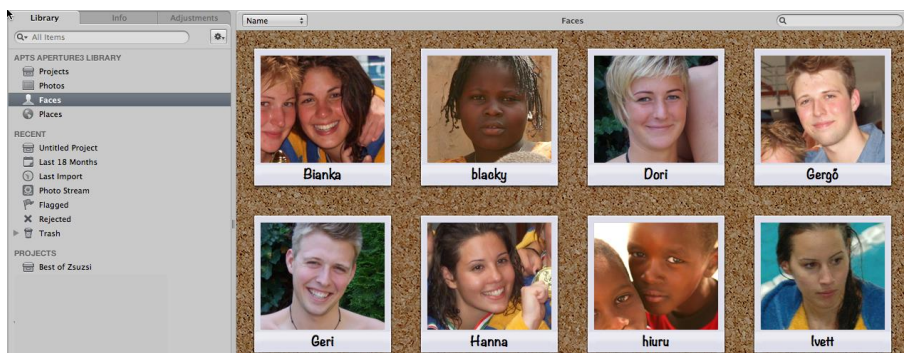 Library Info Adjustments
All Items
APTS APERTURE3 LIBRARY
Projects
Photos
Faces
Places
RECENT
Untitled Project
Last 18 Months
Last Import
Photo Stream
Flagged
Rejected
Trash
PROJECTS
Best of Zsuzsi
Name Faces
Bianka blacky Dori Gergő
Geri Hanna hiuru Ivett